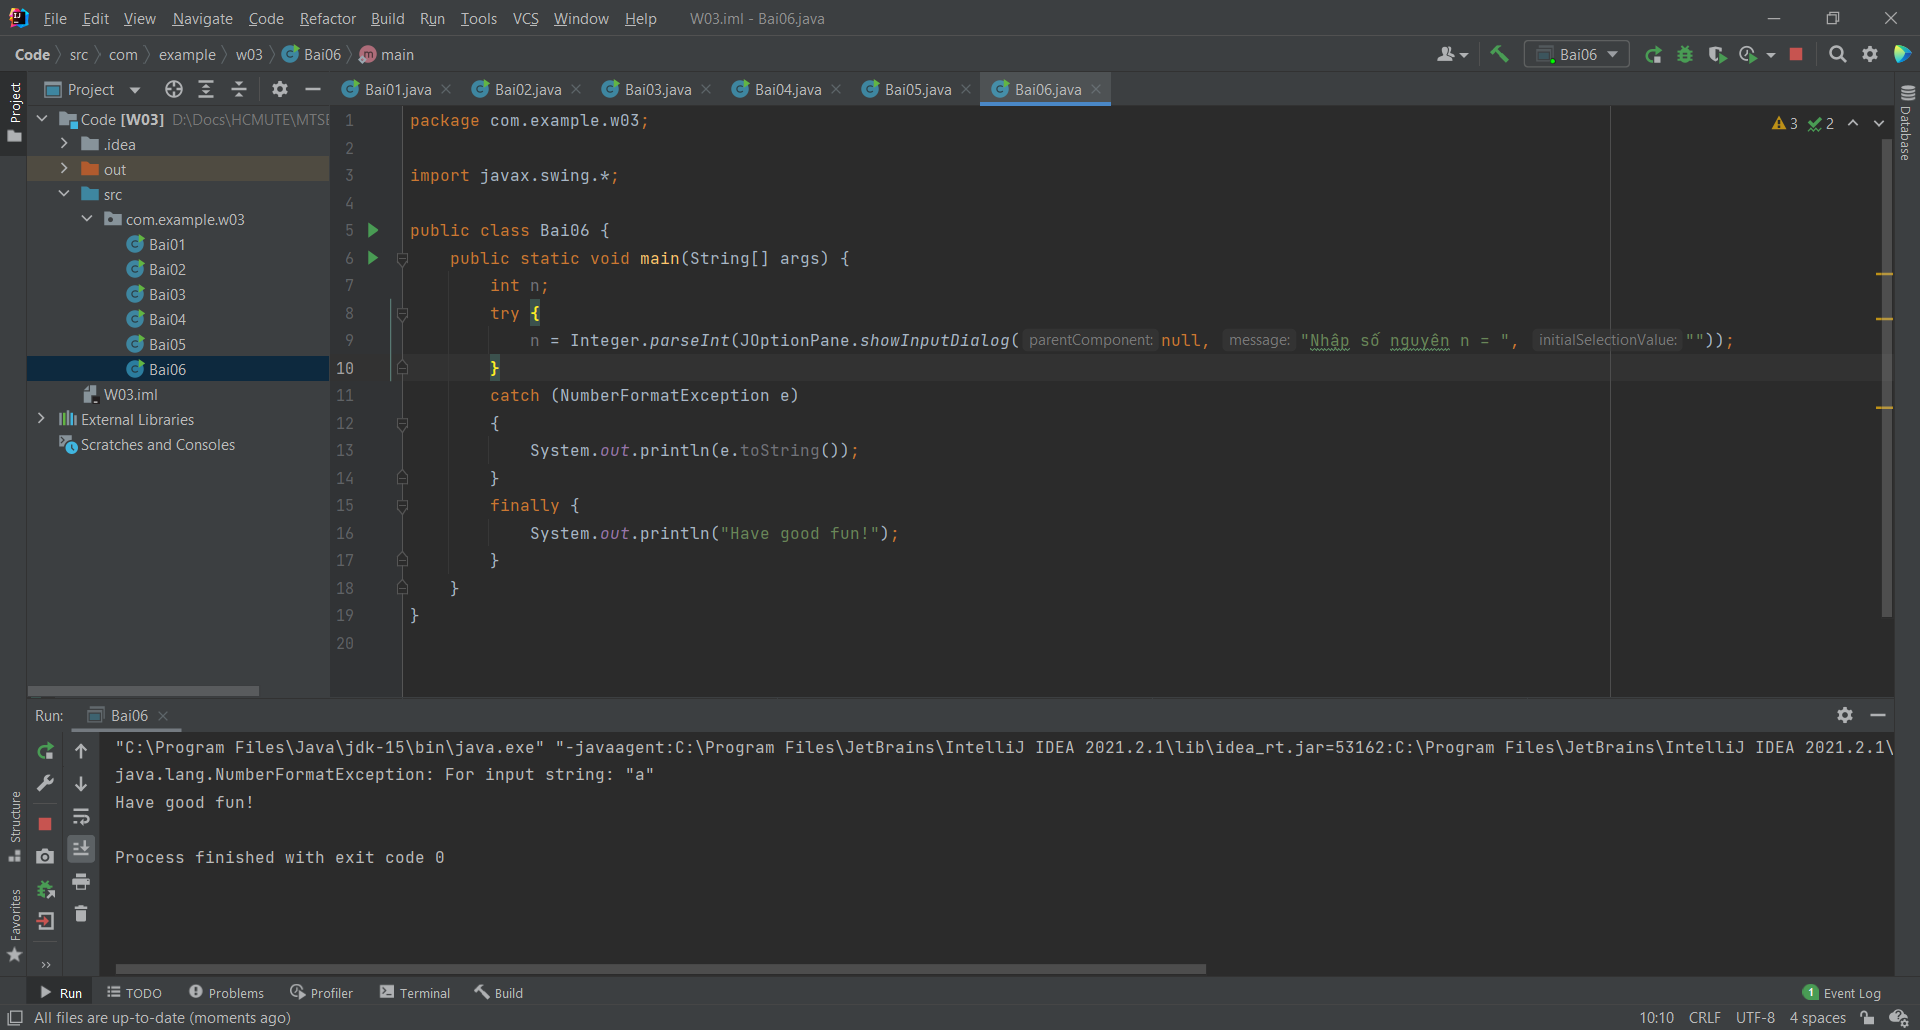 File Edit View Navigate Code Refactor Build Run Tools VCS Window Help W03.iml - Bai06.java
Code src com example w03 Bai06 main Bai06
Project Bai01.java Bai02.java Bai03.java Bai04.java Bai05.java Bai06.java
Project
Code [W03] D:\Docs\HCMUTE\MTSE
.idea
out
src
com.example.w03
Bai01
Bai02
Bai03
Bai04
Bai05
Bai06
W03.iml
External Libraries
Scratches and Consoles
1 package com.example.w03;
2
3 import javax.swing.*;
4
5 public class Bai06 {
6 public static void main(String[] args) {
7 int n;
8 try {
9 n = Integer.parseInt(JOptionPane.showInputDialog( parentComponent: null, message: "Nhập số nguyên n = ", initialSelectionValue: ""));
10 }
11 catch (NumberFormatException e)
12 {
13 System.out.println(e.toString());
14 }
15 finally {
16 System.out.println("Have good fun!");
17 }
18 }
19 }
20
3 2
Database
Run: Bai06
"C:\Program Files\Java\jdk-15\bin\java.exe" "-javaagent:C:\Program Files\JetBrains\IntelliJ IDEA 2021.2.1\lib\idea_rt.jar=53162:C:\Program Files\JetBrains\IntelliJ IDEA 2021.2.1\
java.lang.NumberFormatException: For input string: "a"
Have good fun!
Process finished with exit code 0
Structure
Favorites
Run TODO Problems Profiler Terminal Build 1 Event Log
All files are up-to-date (moments ago) 10:10 CRLF UTF-8 4 spaces